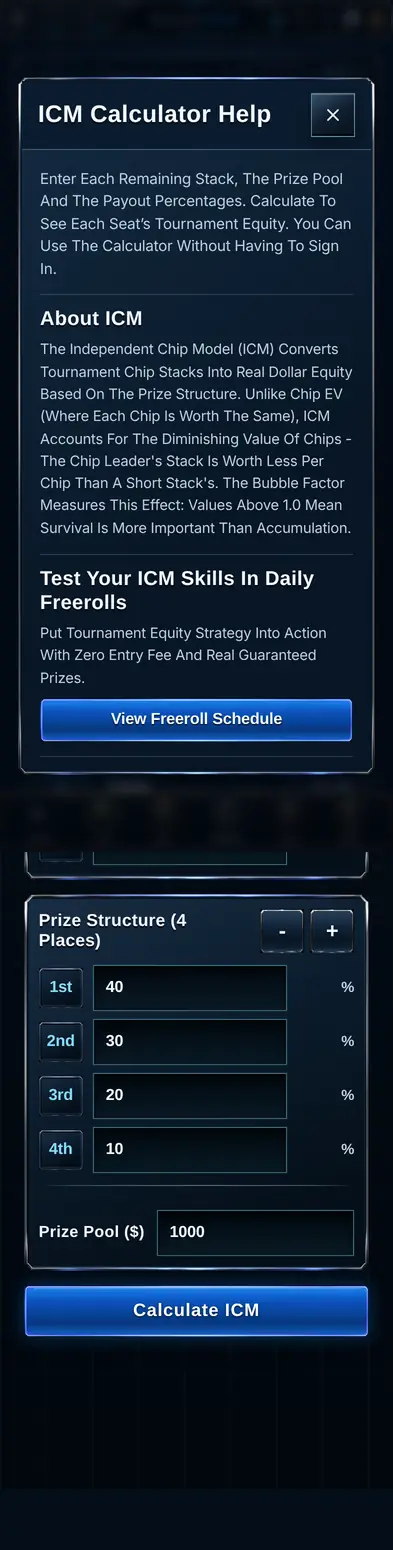 ICM Calculator Help
×
Enter Each Remaining Stack, The Prize Pool
And The Payout Percentages. Calculate To
See Each Seat’s Tournament Equity. You Can
Use The Calculator Without Having To Sign
In.
About ICM
The Independent Chip Model (ICM) Converts
Tournament Chip Stacks Into Real Dollar Equity
Based On The Prize Structure. Unlike Chip EV
(Where Each Chip Is Worth The Same), ICM
Accounts For The Diminishing Value Of Chips -
The Chip Leader's Stack Is Worth Less Per
Chip Than A Short Stack's. The Bubble Factor
Measures This Effect: Values Above 1.0 Mean
Survival Is More Important Than Accumulation.
Test Your ICM Skills In Daily
Freerolls
Put Tournament Equity Strategy Into Action
With Zero Entry Fee And Real Guaranteed
Prizes.
View Freeroll Schedule
Prize Structure (4
Places)
- +
1st 40 %
2nd 30 %
3rd 20 %
4th 10 %
Prize Pool ($) 1000
Calculate ICM